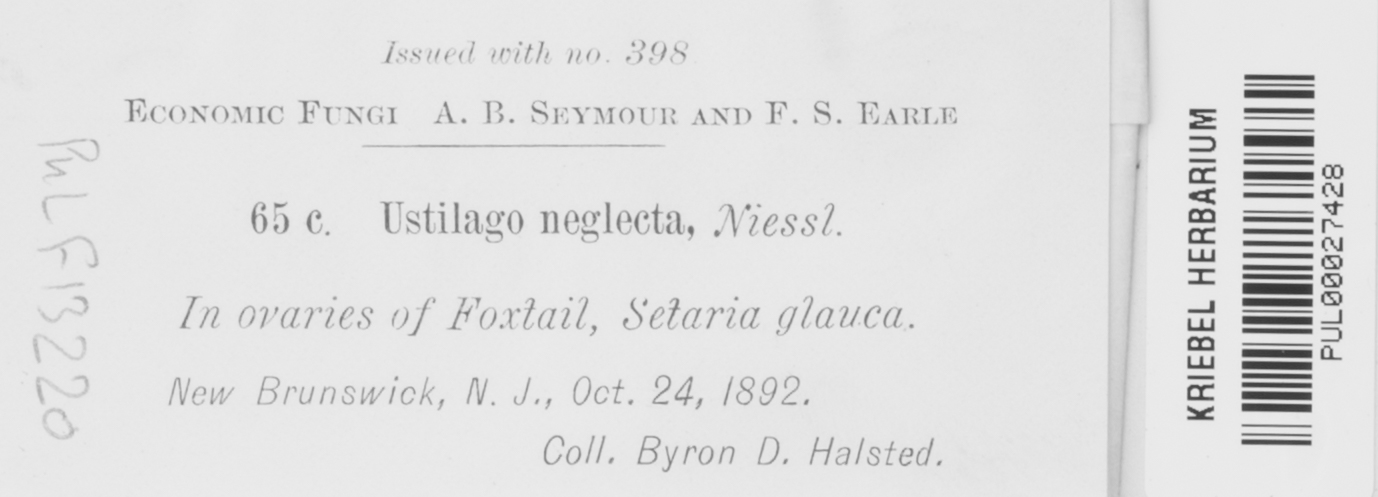 Issued with no. 398
ECONOMIC FUNGI A. B. SEYMOUR AND F. S. EARLE
65 c. Ustilago neglecta, Niessl.
In ovaries of Foxtail, Setaria glauca.
New Brunswick, N. J., Oct. 24, 1892.
Coll. Byron D. Halsted.
PUL F13220
KRIEBEL HERBARIUM
PUL00027428